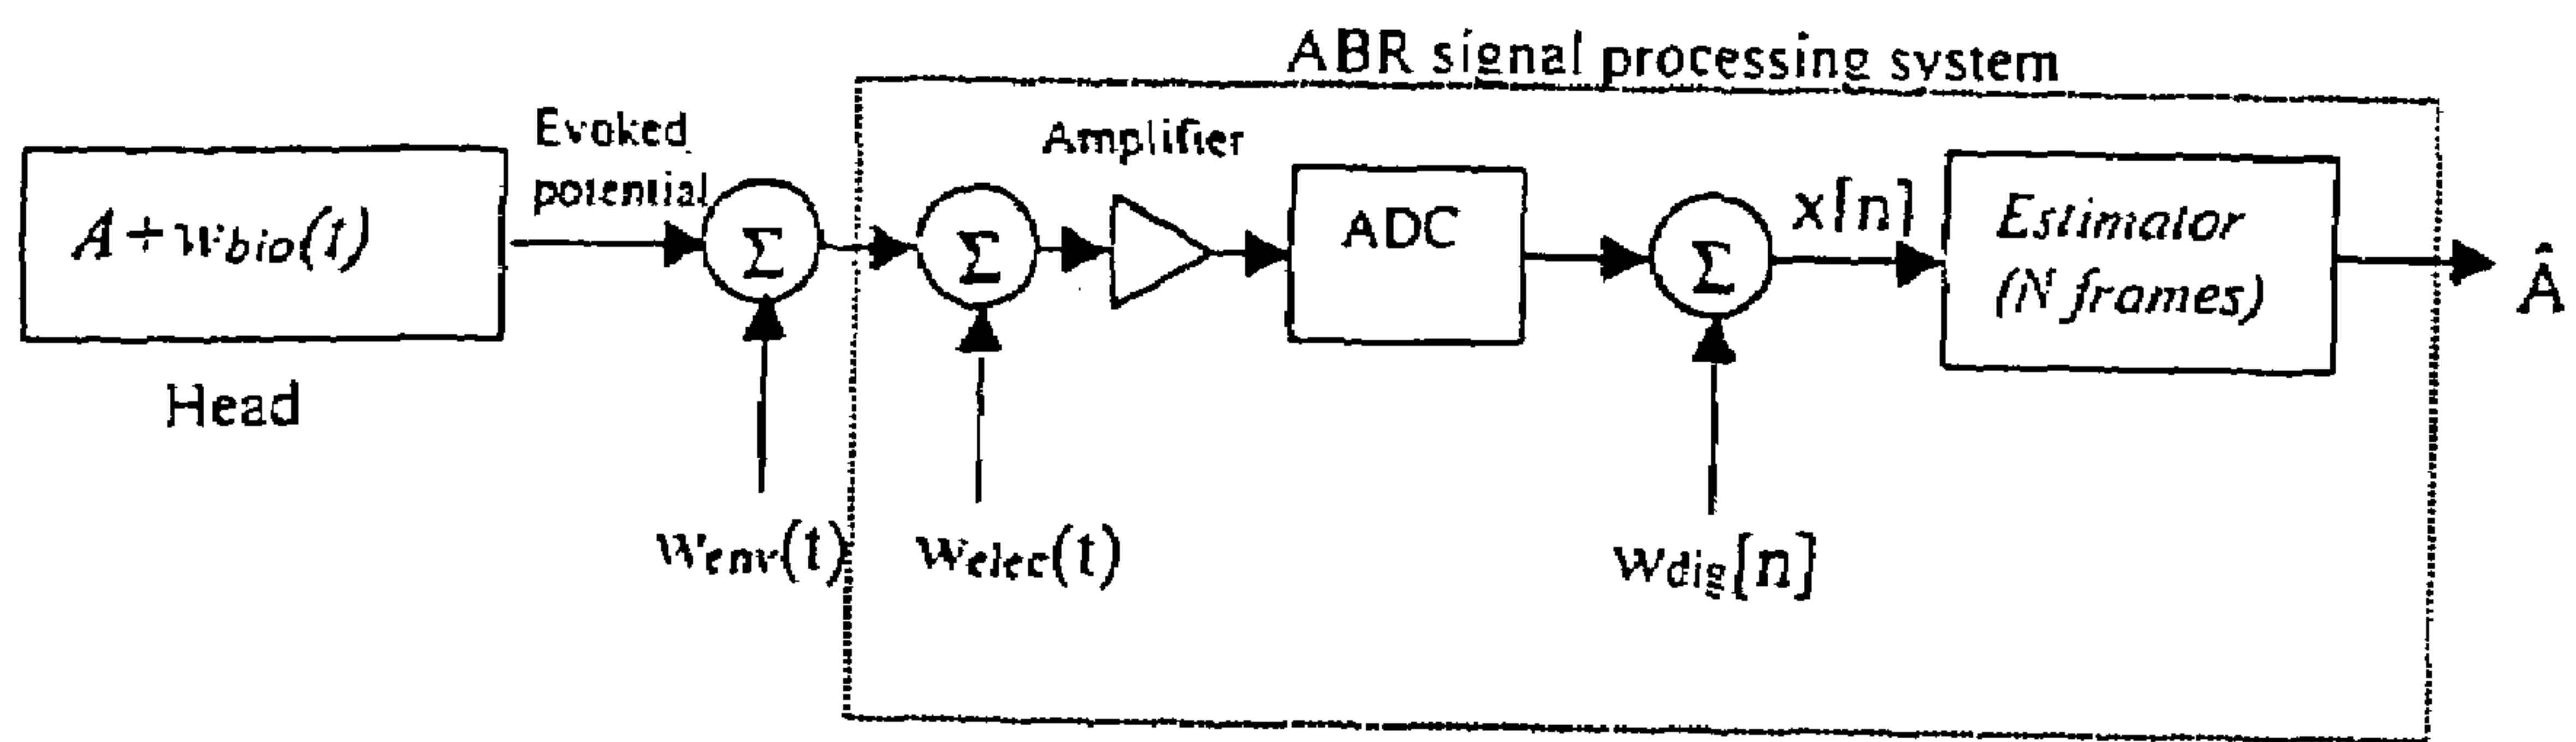 ABR signal processing system
Evoked
potential
Amplifier
A+wbio(t)
Σ
Σ
ADC
Σ
x[n]
Estimator
(N frames)
Â
Head
wenv(t)
welec(t)
wdig[n]